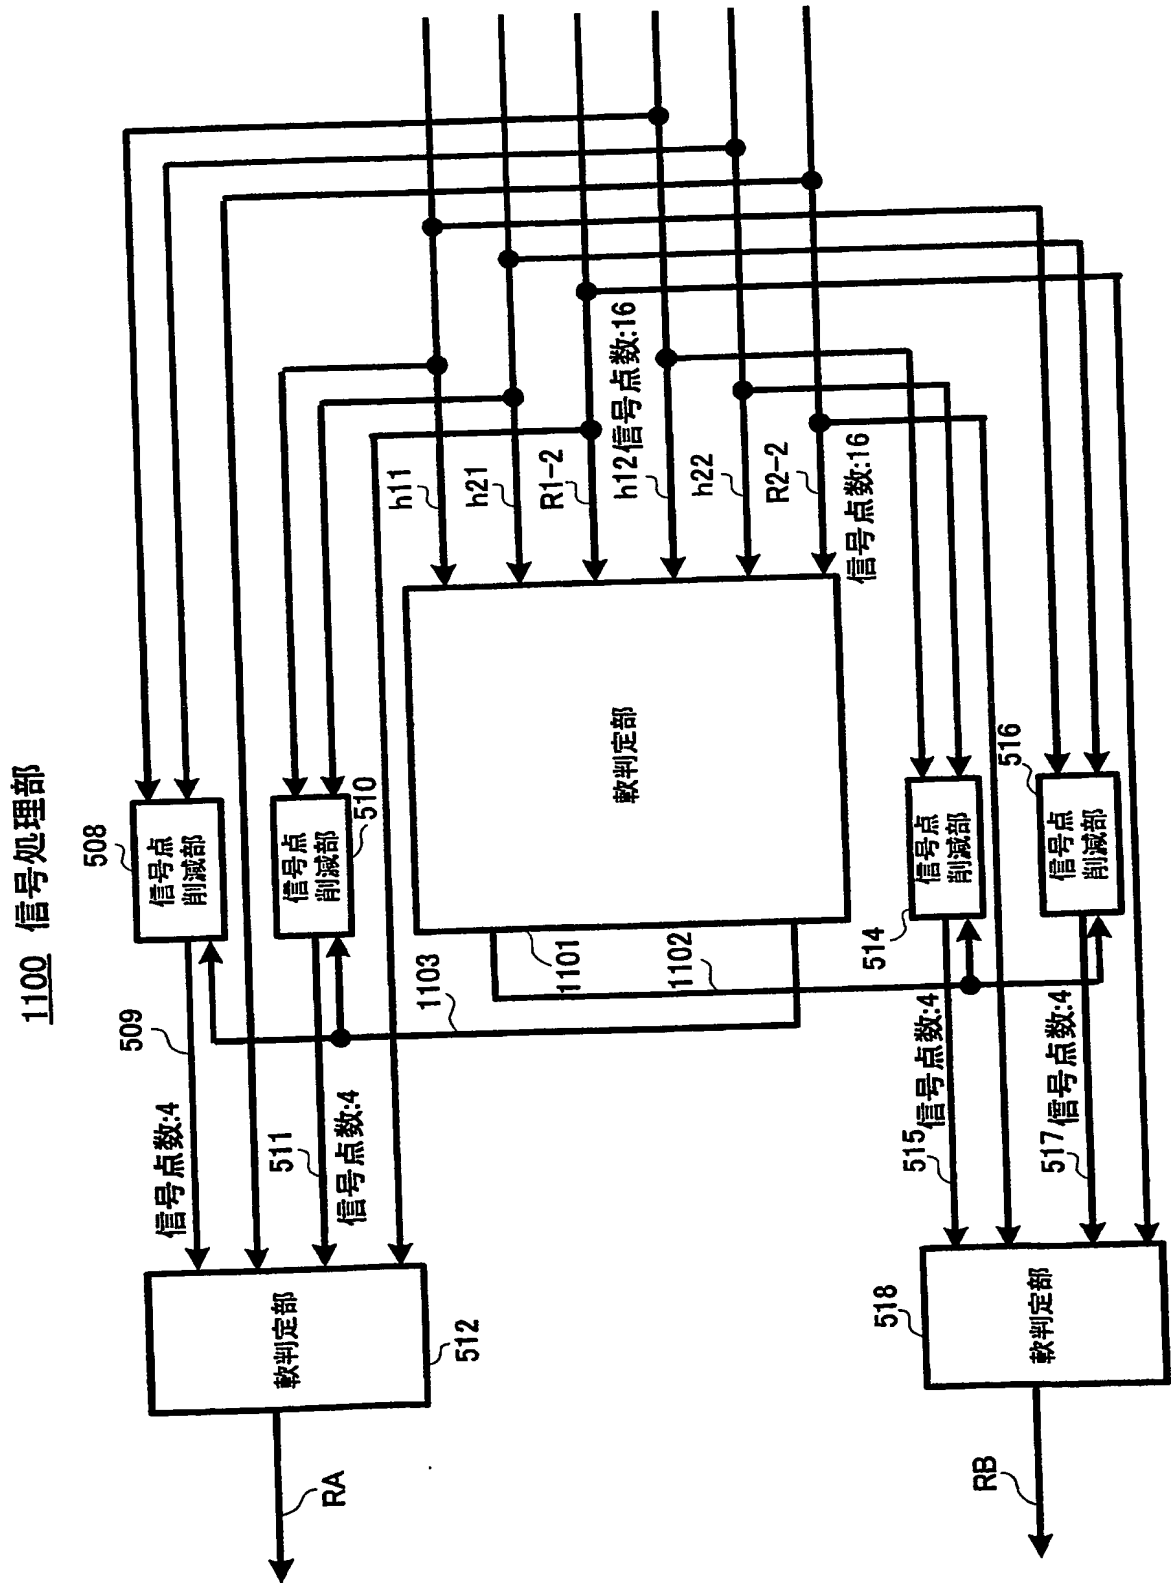 1100 信号処理部
508
信号点
削減部
509
信号点数:4
510
信号点
削減部
511
信号点数:4
1103
軟判定部
512
RA
h11
h21
R1-2
信号点数:16
h12
h22
R2-2
信号点数:16
軟判定部
1101
1102
514
信号点
削減部
515
信号点数:4
516
信号点
削減部
517
信号点数:4
軟判定部
518
RB